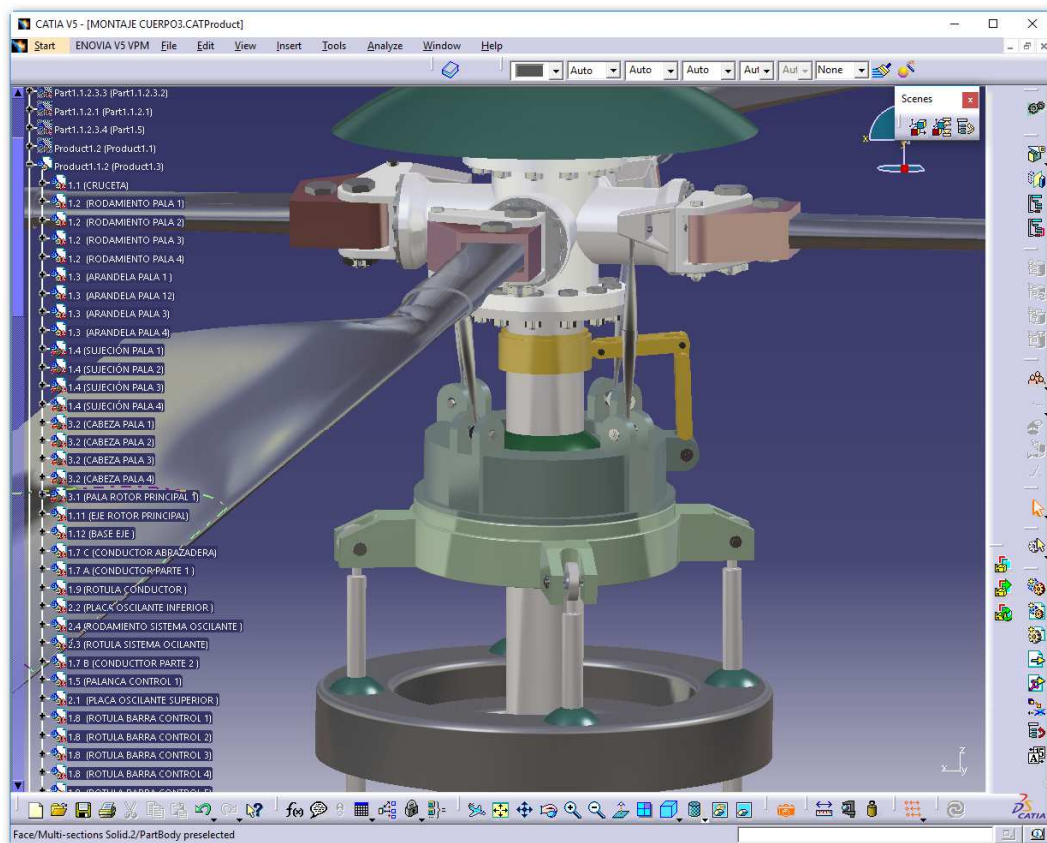 CATIA V5 - [MONTAJE CUERPO3.CATProduct]
Start ENOVIA V5 VPM File Edit View Insert Tools Analyze Window Help
Auto Auto Auto Aut Aut None
Scenes
Part1.1.2.3.3 (Part1.1.2.3.2)
Part1.1.2.1 (Part1.1.2.1)
Part1.1.2.3.4 (Part1.5)
Product1.2 (Product1.1)
Product1.1.2 (Product1.3)
1.1 (CRUCETA)
1.2 (RODAMIENTO PALA 1)
1.2 (RODAMIENTO PALA 2)
1.2 (RODAMIENTO PALA 3)
1.2 (RODAMIENTO PALA 4)
1.3 (ARANDELA PALA 1 )
1.3 (ARANDELA PALA 12)
1.3 (ARANDELA PALA 3)
1.3 (ARANDELA PALA 4)
1.4 (SUJECIÓN PALA 1)
1.4 (SUJECIÓN PALA 2)
1.4 (SUJECIÓN PALA 3)
1.4 (SUJECIÓN PALA 4)
3.2 (CABEZA PALA 1)
3.2 (CABEZA PALA 2)
3.2 (CABEZA PALA 3)
3.2 (CABEZA PALA 4)
3.1 (PALA ROTOR PRINCIPAL 1)
1.11 (EJE ROTOR PRINCIPAL)
1.12 (BASE EJE )
1.7 C (CONDUCTOR ABRAZADERA)
1.7 A (CONDUCTOR PARTE 1 )
1.9 (ROTULA CONDUCTOR )
2.2 (PLACA OSCILANTE INFERIOR )
2.4 (RODAMIENTO SISTEMA OSCILANTE )
2.3 (ROTULA SISTEMA OCILANTE)
1.7 B (CONDUCTTOR PARTE 2 )
1.5 (PALANCA CONTROL 1)
2.1 (PLACA OSCILANTE SUPERIOR )
1.8 (ROTULA BARRA CONTROL 1)
1.8 (ROTULA BARRA CONTROL 2)
1.8 (ROTULA BARRA CONTROL 3)
1.8 (ROTULA BARRA CONTROL 4)
x
z
x y
f(x)
CATIA
Face/Multi-sections Solid.2/PartBody preselected